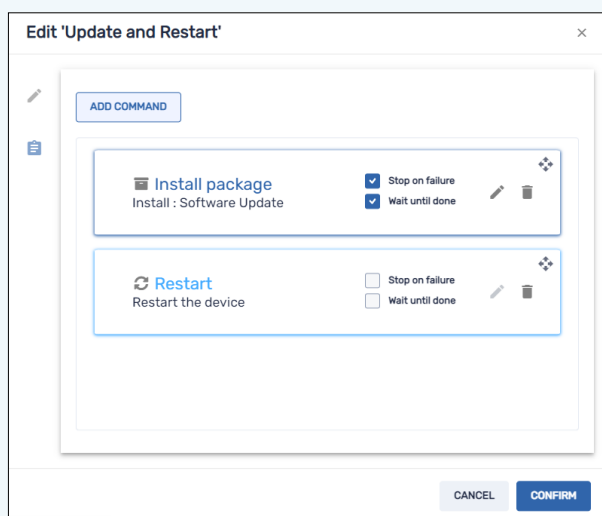 Edit 'Update and Restart'
ADD COMMAND
Install package
Install : Software Update
Stop on failure
Wait until done
Restart
Restart the device
Stop on failure
Wait until done
CANCEL
CONFIRM